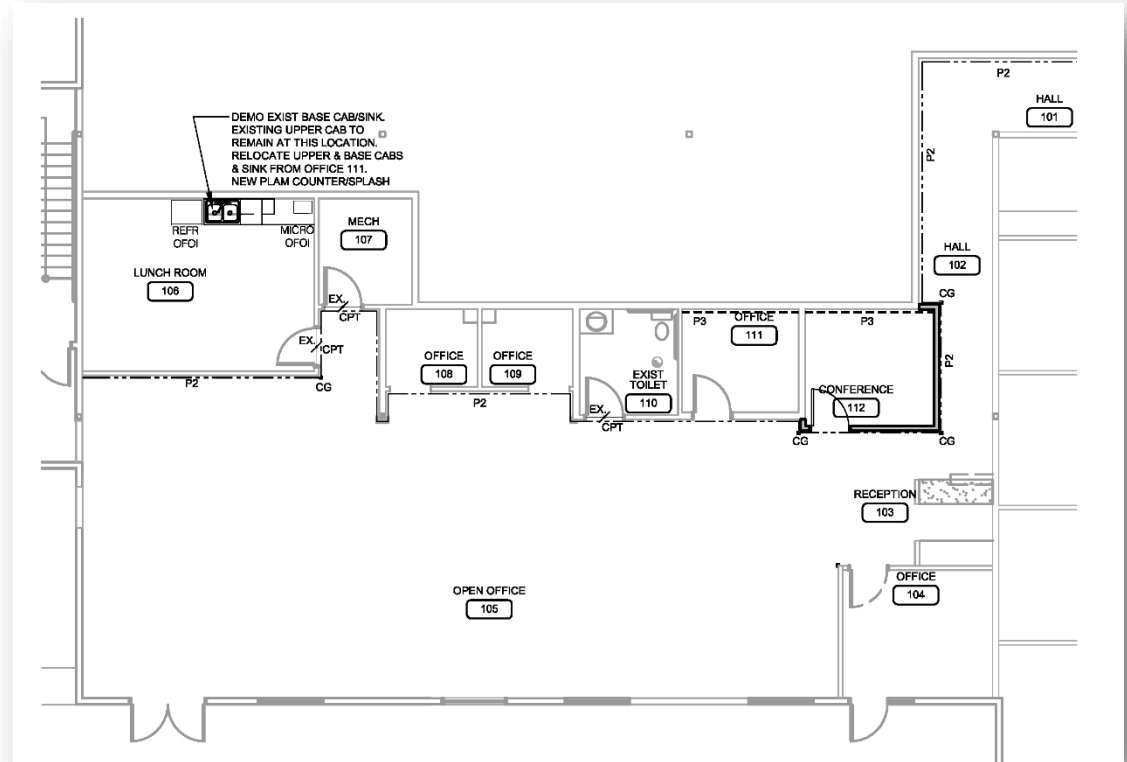 P2
HALL
101
DEMO EXIST BASE CAB/SINK.
EXISTING UPPER CAB TO
REMAIN AT THIS LOCATION.
RELOCATE UPPER & BASE CABS
& SINK FROM OFFICE 111.
NEW PLAM COUNTER/SPLASH
P2
REFR
OFOI
MICRO
OFOI
MECH
107
HALL
102
LUNCH ROOM
106
CG
EX.
CPT
P3
OFFICE
111
P3
EX.
CPT
OFFICE
108
OFFICE
109
EXIST
TOILET
110
P2
P2
CG
P2
CONFERENCE
112
EX.
CPT
CG
CG
RECEPTION
103
OPEN OFFICE
105
OFFICE
104